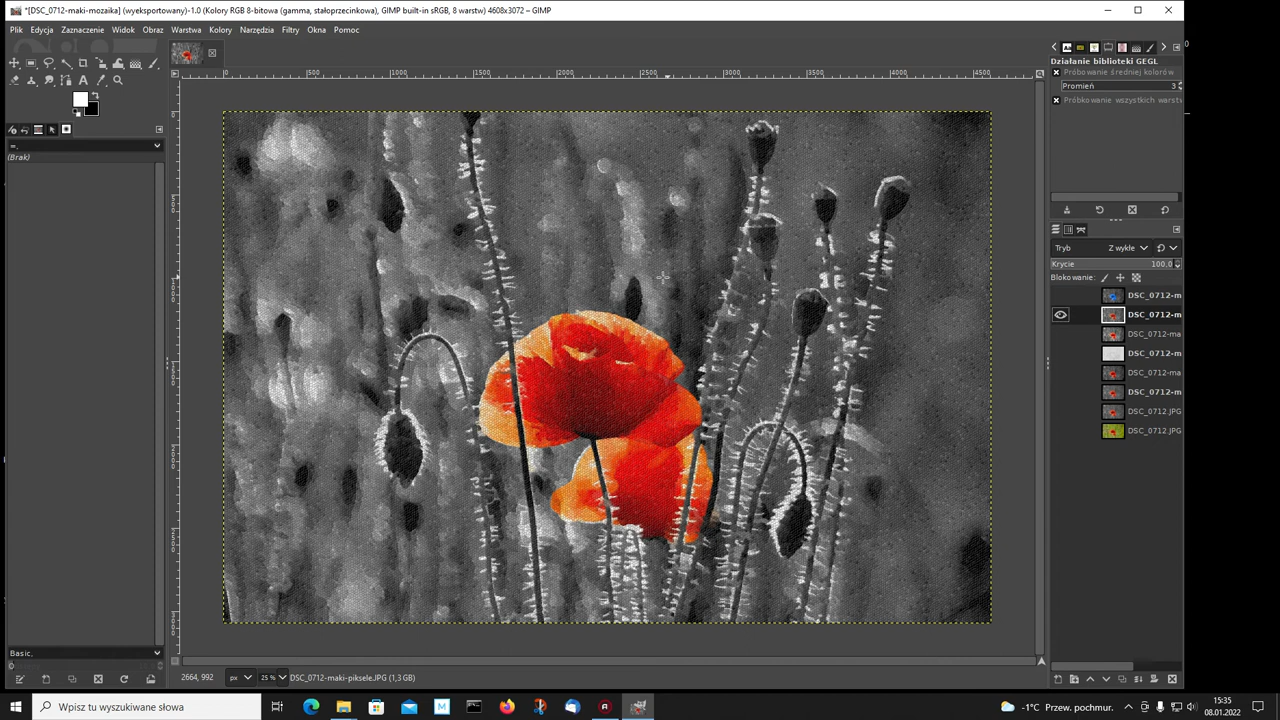 *[DSC_0712-maki-mozaika] (wyeksportowany)-1.0 (Kolory RGB 8-bitowa (gamma, stałoprzecinkowa), GIMP built-in sRGB, 8 warstw) 4608x3072 – GIMP
Plik Edycja Zaznaczenie Widok Obraz Warstwa Kolory Narzędzia Filtry Okna Pomoc
Działanie biblioteki GEGL
Próbowanie średniej kolorów
Promień 3
Próbkowanie wszystkich warstw
0 500 1000 1500 2000 2500 3000 3500 4000 4500
(Brak)
Tryb Zwykłe
Krycie 100,0
Blokowanie:
DSC_0712-m
DSC_0712-m
DSC_0712-ma
DSC_0712-m
DSC_0712-ma
DSC_0712-m
DSC_0712.JPG
DSC_0712.JPG
Basic,
2664, 992 px 25 % DSC_0712-maki-piksele.JPG (1,3 GB)
Wpisz tu wyszukiwane słowa
-1°C Przew. pochmur.
15:35
08.01.2022